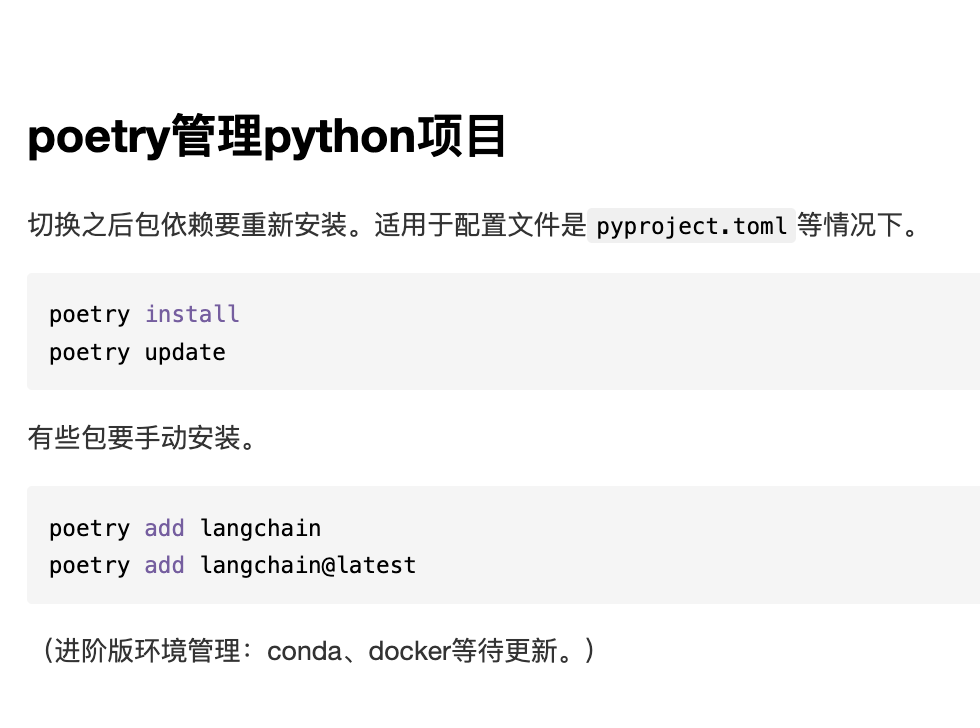 poetry管理python项目
切换之后包依赖要重新安装。适用于配置文件是pyproject.toml等情况下。
poetry install
poetry update
有些包要手动安装。
poetry add langchain
poetry add langchain@latest
（进阶版环境管理：conda、docker等待更新。）